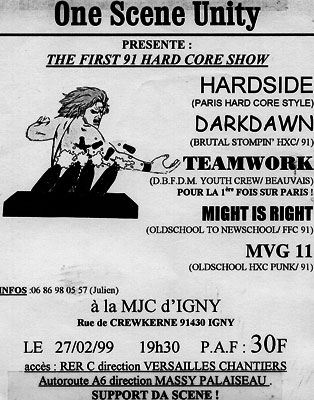 One Scene Unity
PRESENTE :
THE FIRST 91 HARD CORE SHOW
HARDSIDE
(PARIS HARD CORE STYLE)
DARKDAWN
(BRUTAL STOMPIN' HXC/ 91)
TEAMWORK
(D.B.F.D.M. YOUTH CREW/ BEAUVAIS)
POUR LA 1ère FOIS SUR PARIS !
MIGHT IS RIGHT
(OLDSCHOOL TO NEWSCHOOL/ FFC 91)
MVG 11
(OLDSCHOOL HXC PUNK/ 91)
INFOS :06 86 98 05 57 (Julien)
à la MJC d'IGNY
Rue de CREWKERNE 91430 IGNY
LE 27/02/99 19h30 P.A.F : 30F
accès : RER C direction VERSAILLES CHANTIERS
Autoroute A6 direction MASSY PALAISEAU .
SUPPORT DA SCENE !